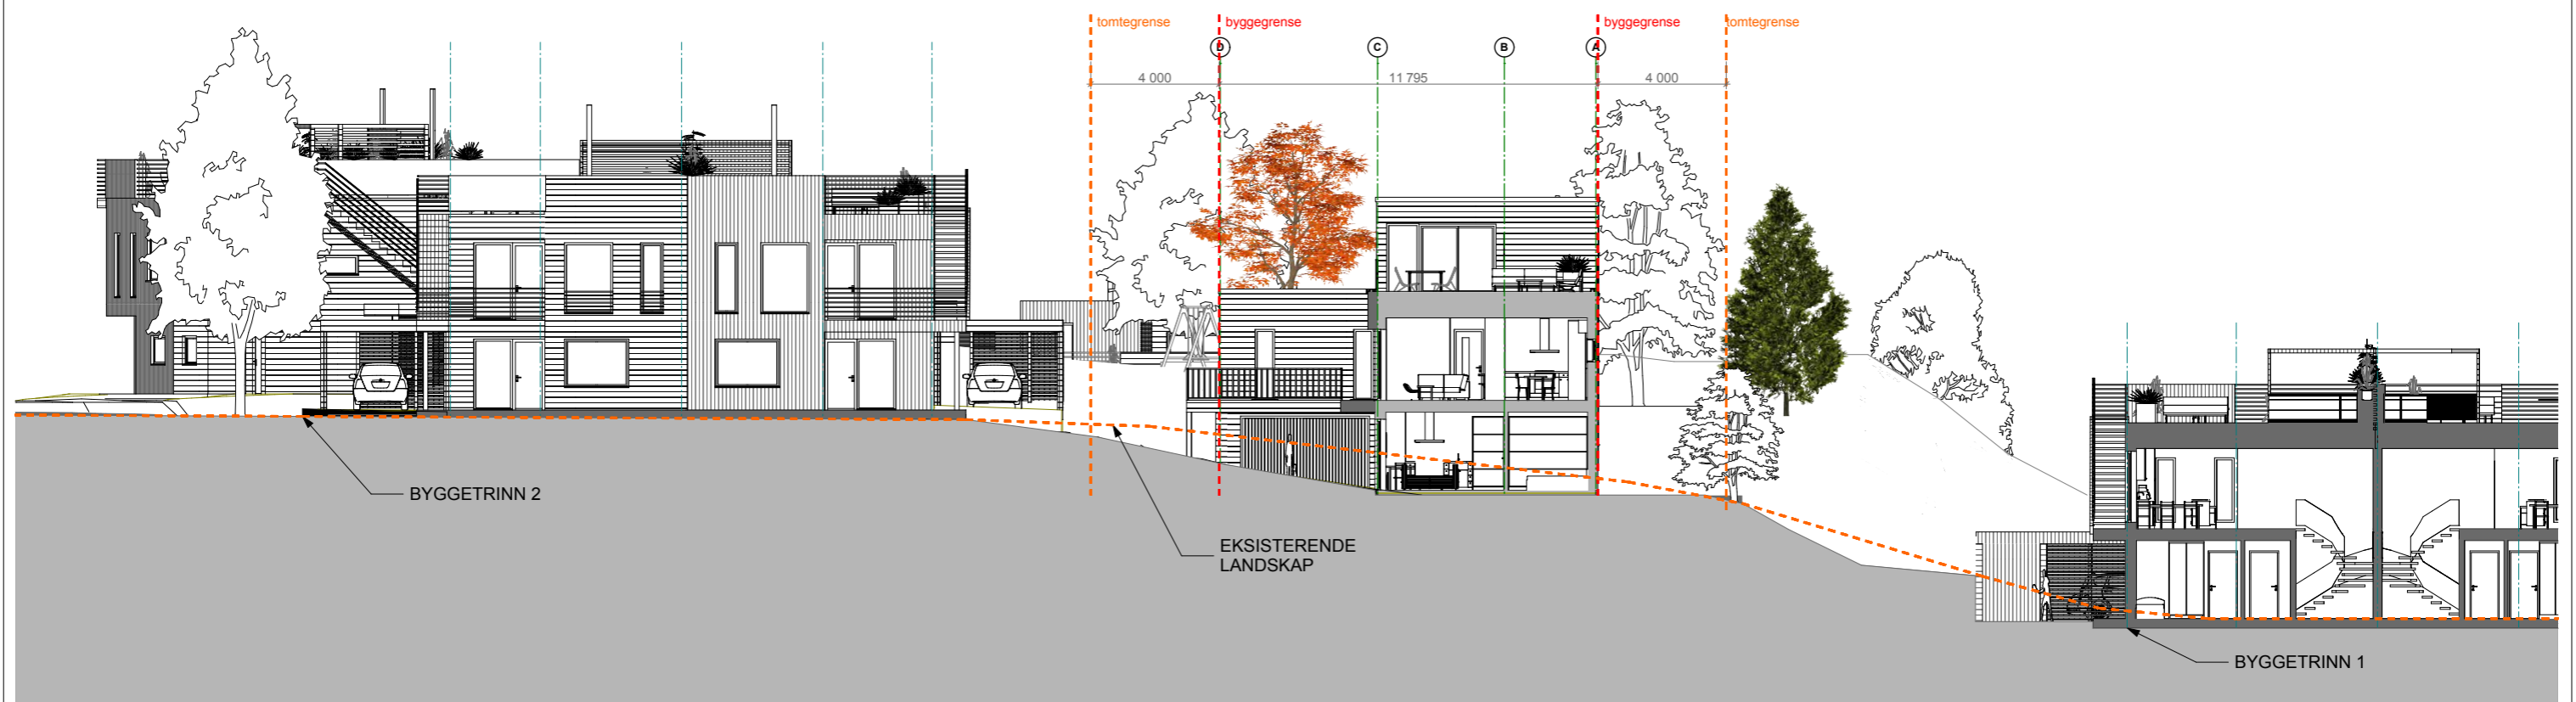 tomtegrense
byggegrense
byggegrense
tomtegrense
D
C
B
A
4 000
11 795
4 000
BYGGETRINN 2
EKSISTERENDE
LANDSKAP
BYGGETRINN 1